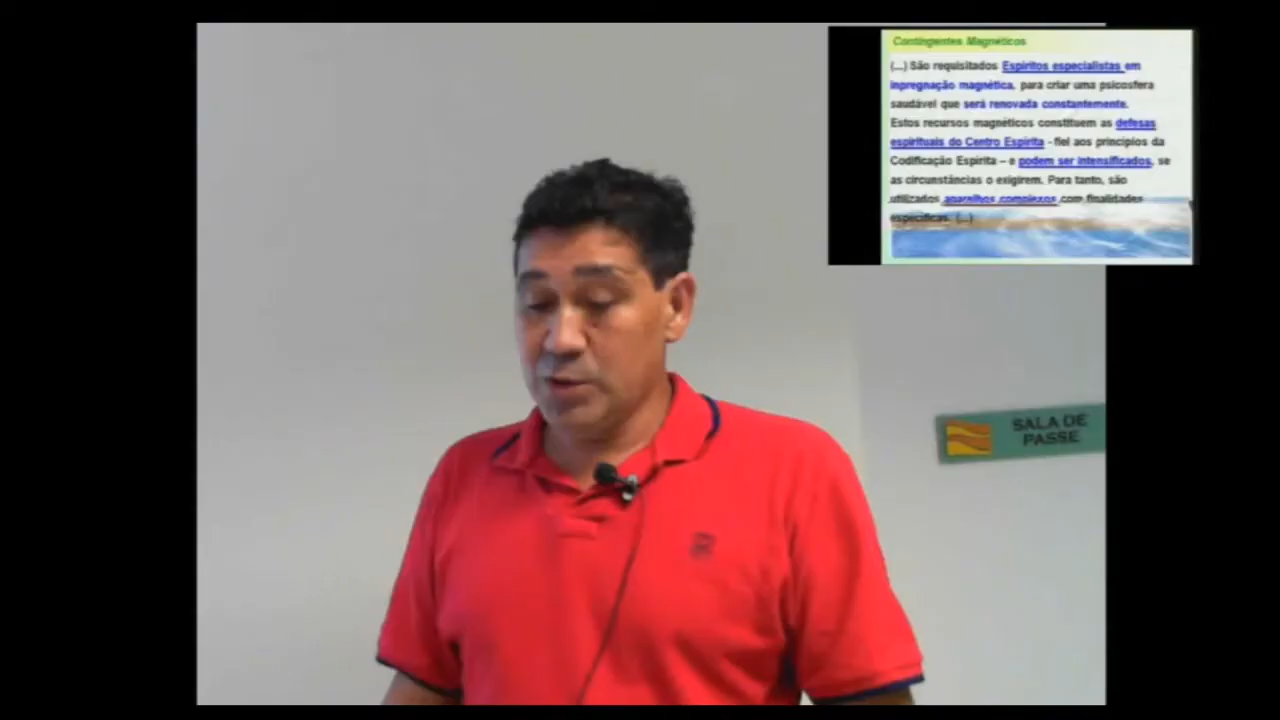 Contingentes Magnéticos
(...) São requisitados Espíritos especialistas em
inpregnação magnética, para criar uma psicosfera
saudável que será renovada constantemente.
Estos recursos magnéticos constituem as defesas
espirituais do Centro Espírita - fiel aos princípios da
Codificação Espírita – e podem ser intensificados, se
as circunstâncias o exigirem. Para tanto, são
utilizados aparelhos complexos com finalidades
específicas. (...)
SALA DE
PASSE